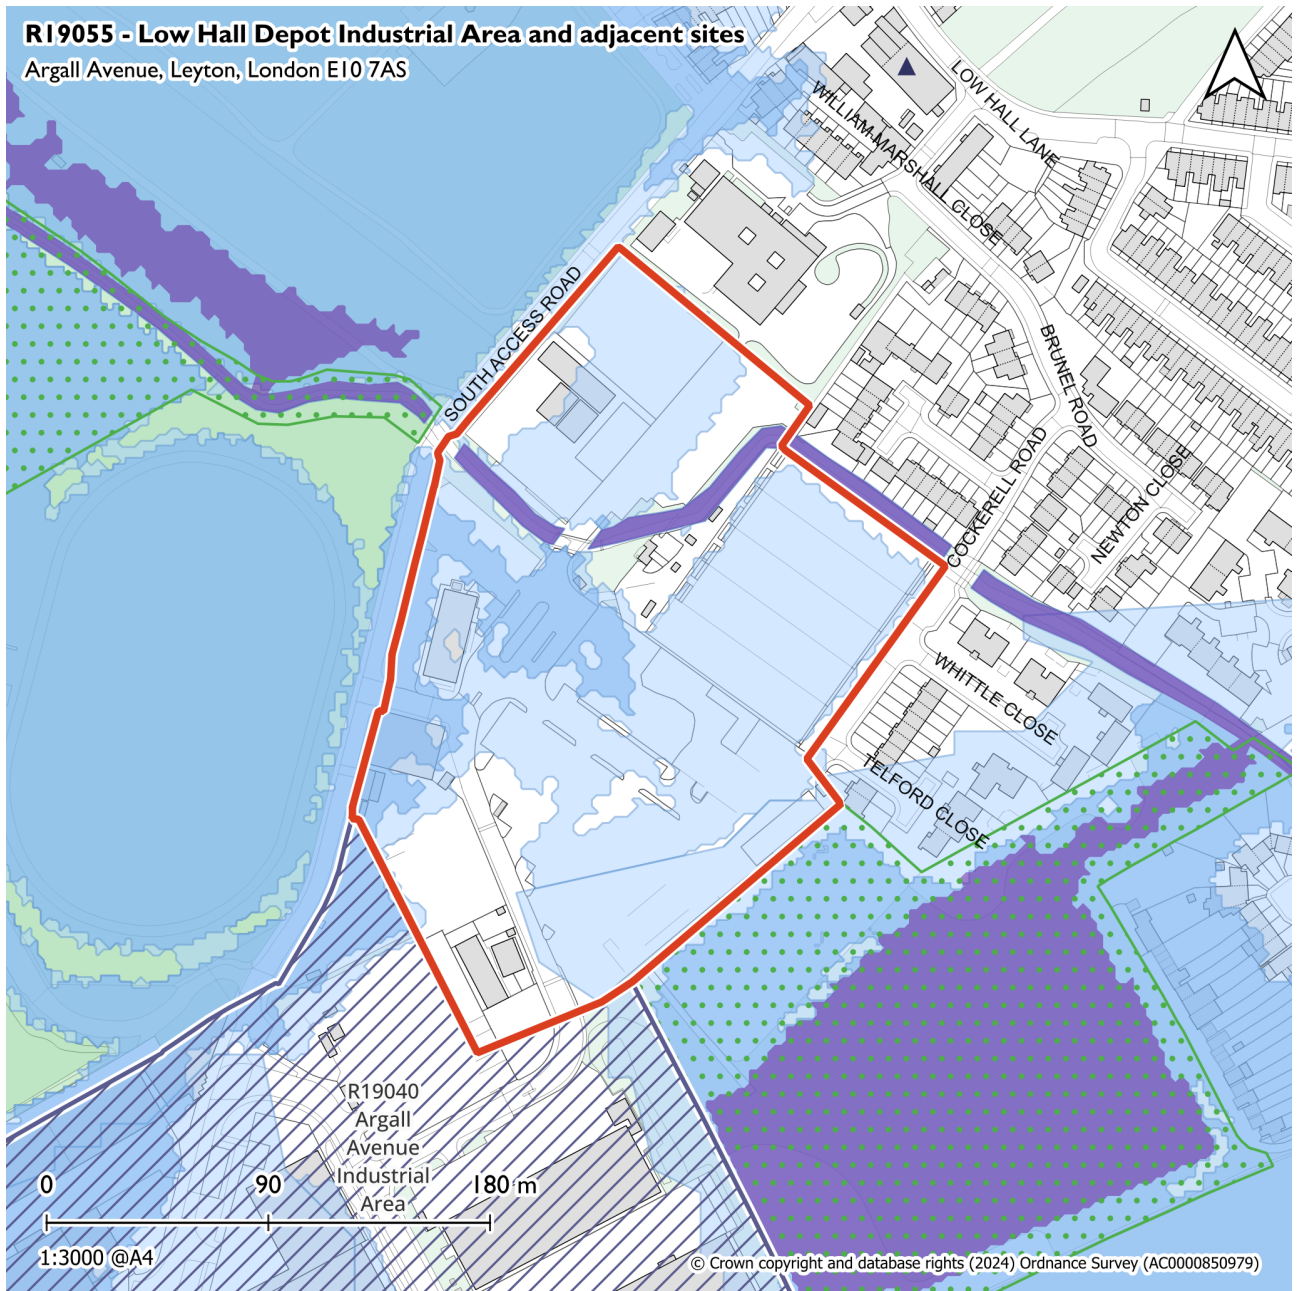 R19055 - Low Hall Depot Industrial Area and adjacent sites
Argall Avenue, Leyton, London E10 7AS
LOW HALL LANE
WILLIAM MARSHALL CLOSE
SOUTH ACCESS ROAD
BRUNEL ROAD
COCKERELL ROAD
NEWTON CLOSE
WHITTLE CLOSE
TELFORD CLOSE
R19040
Argall
Avenue
Industrial
Area
0 90 180 m
1:3000 @A4
© Crown copyright and database rights (2024) Ordnance Survey (AC0000850979)